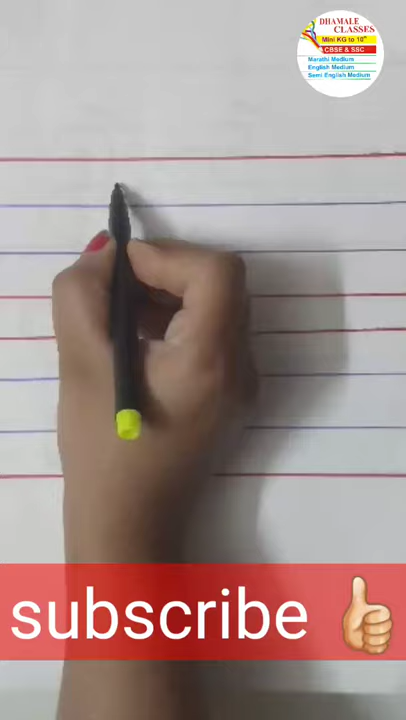 DHAMALE
CLASSES
Mini KG to 10th
CBSE & SSC
Marathi Medium
English Medium
Semi English Medium
subscribe